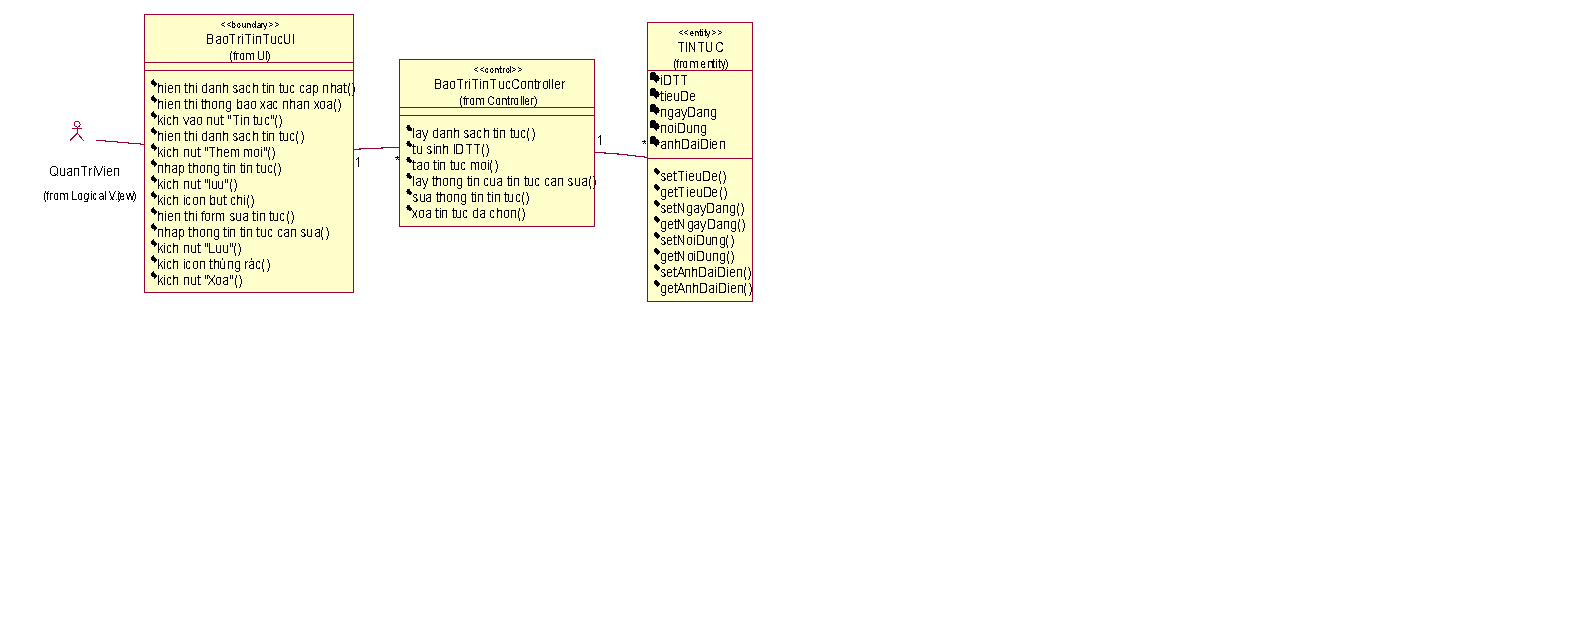 QuanTriVien
(from Logical View)
<<boundary>>
BaoTriTinTucUI
(from UI)
hien thi danh sach tin tuc cap nhat()
hien thi thong bao xac nhan xoa()
kich vao nut "Tin tuc"()
hien thi danh sach tin tuc()
kich nut "Them moi"()
nhap thong tin tin tuc()
kich nut "luu"()
kich icon but chi()
hien thi form sua tin tuc()
nhap thong tin tin tuc can sua()
kich nut "Luu"()
kich icon thùng rác()
kich nut "Xoa"()
1
*
<<control>>
BaoTriTinTucController
(from Controller)
lay danh sach tin tuc()
tu sinh IDTT()
tao tin tuc moi()
lay thong tin cua tin tuc can sua()
sua thong tin tin tuc()
xoa tin tuc da chon()
1
*
<<entity>>
TINTUC
(from entity)
iDTT
tieuDe
ngayDang
noiDung
anhDaiDien
setTieuDe()
getTieuDe()
setNgayDang()
getNgayDang()
setNoiDung()
getNoiDung()
setAnhDaiDien()
getAnhDaiDien()